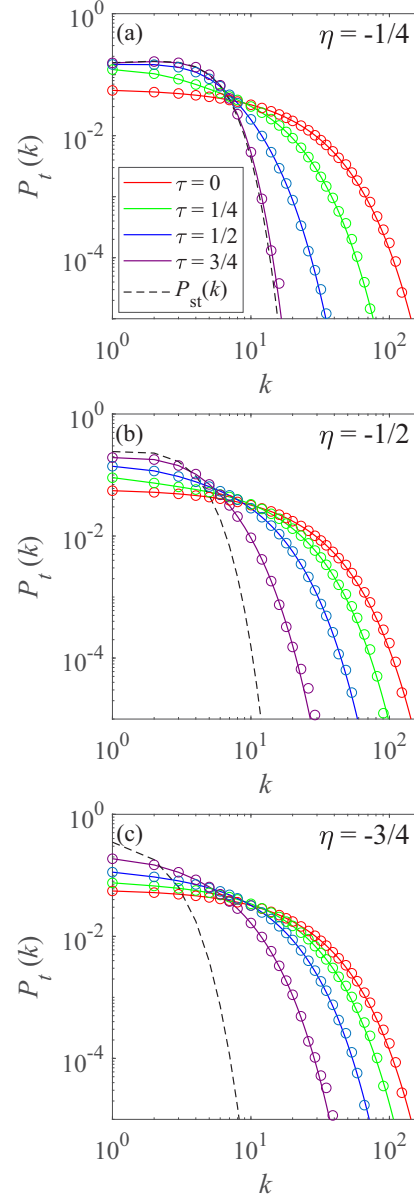 (a) η = -1/4
10^0
10^-2
10^-4
P_t (k)
τ = 0
τ = 1/4
τ = 1/2
τ = 3/4
P_st(k)
10^0 10^1 10^2
k
(b) η = -1/2
10^0
10^-2
10^-4
P_t (k)
10^0 10^1 10^2
k
(c) η = -3/4
10^0
10^-2
10^-4
P_t (k)
10^0 10^1 10^2
k